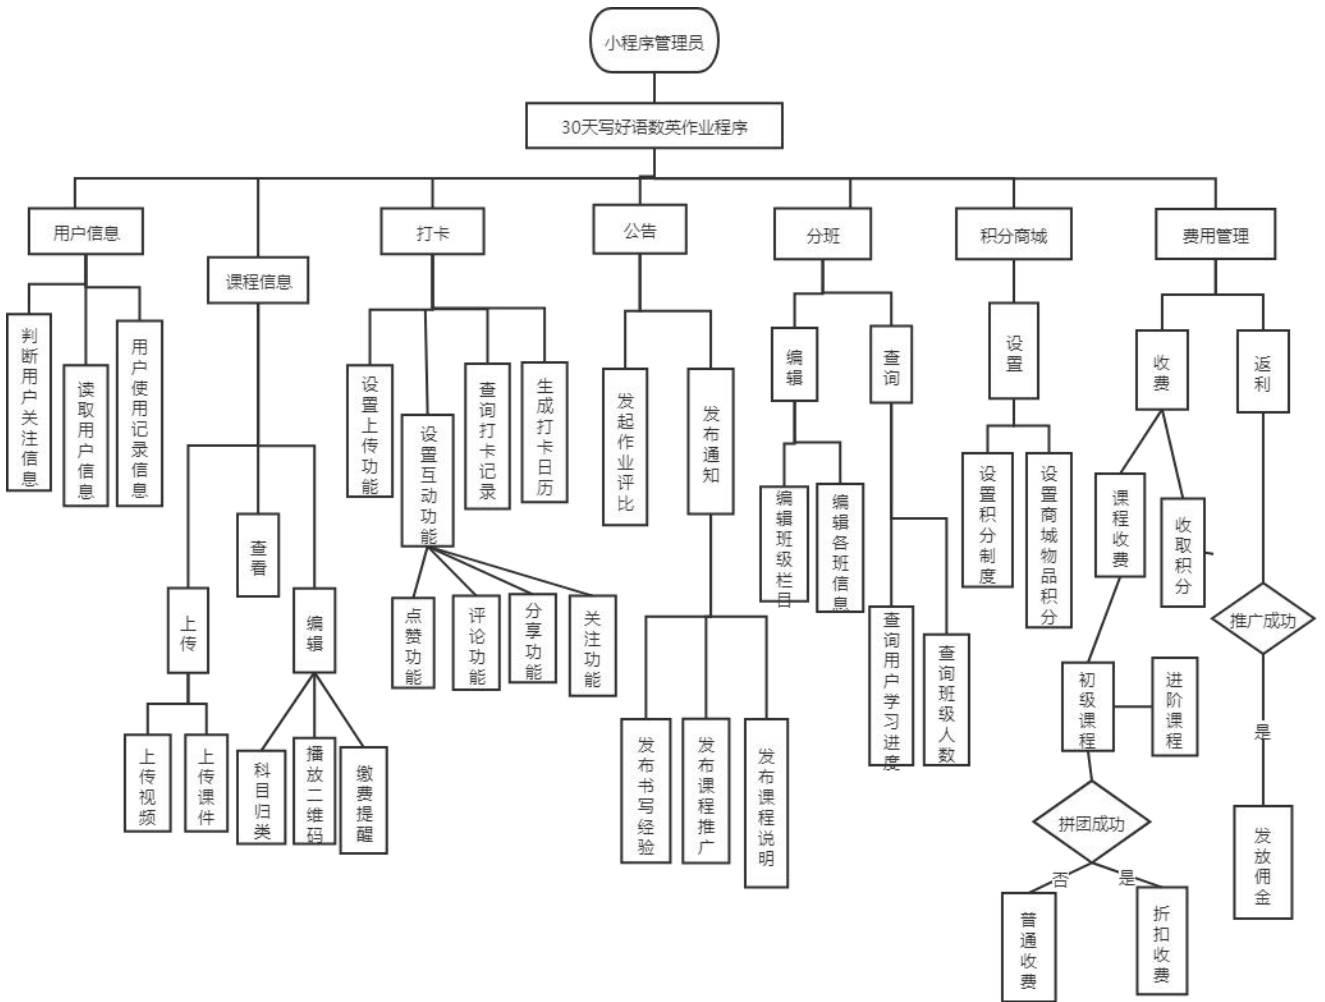 小程序管理员
30天写好语数英作业程序
用户信息
课程信息
打卡
公告
分班
积分商城
费用管理
判断用户关注信息
读取用户信息
用户使用记录信息
上传
查看
编辑
上传视频
上传课件
科目归类
播放二维码
缴费提醒
设置上传功能
设置互动功能
查询打卡记录
生成打卡日历
点赞功能
评论功能
分享功能
关注功能
发起作业评比
发布通知
发布书写经验
发布课程推广
发布课程说明
编辑
查询
编辑班级栏目
编辑各班信息
查询用户学习进度
查询班级人数
设置
设置积分制度
设置商城物品积分
收费
返利
课程收费
收取积分
初级课程
进阶课程
拼团成功
否
是
普通收费
折扣收费
推广成功
是
发放佣金